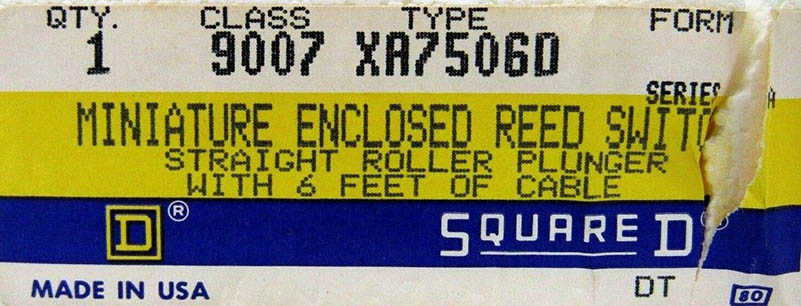 QTY. CLASS TYPE FORM
1 9007 XA7506D
SERIES A
MINIATURE ENCLOSED REED SWITC
STRAIGHT ROLLER PLUNGER
WITH 6 FEET OF CABLE
D ® SQUARE D
MADE IN USA DT 80